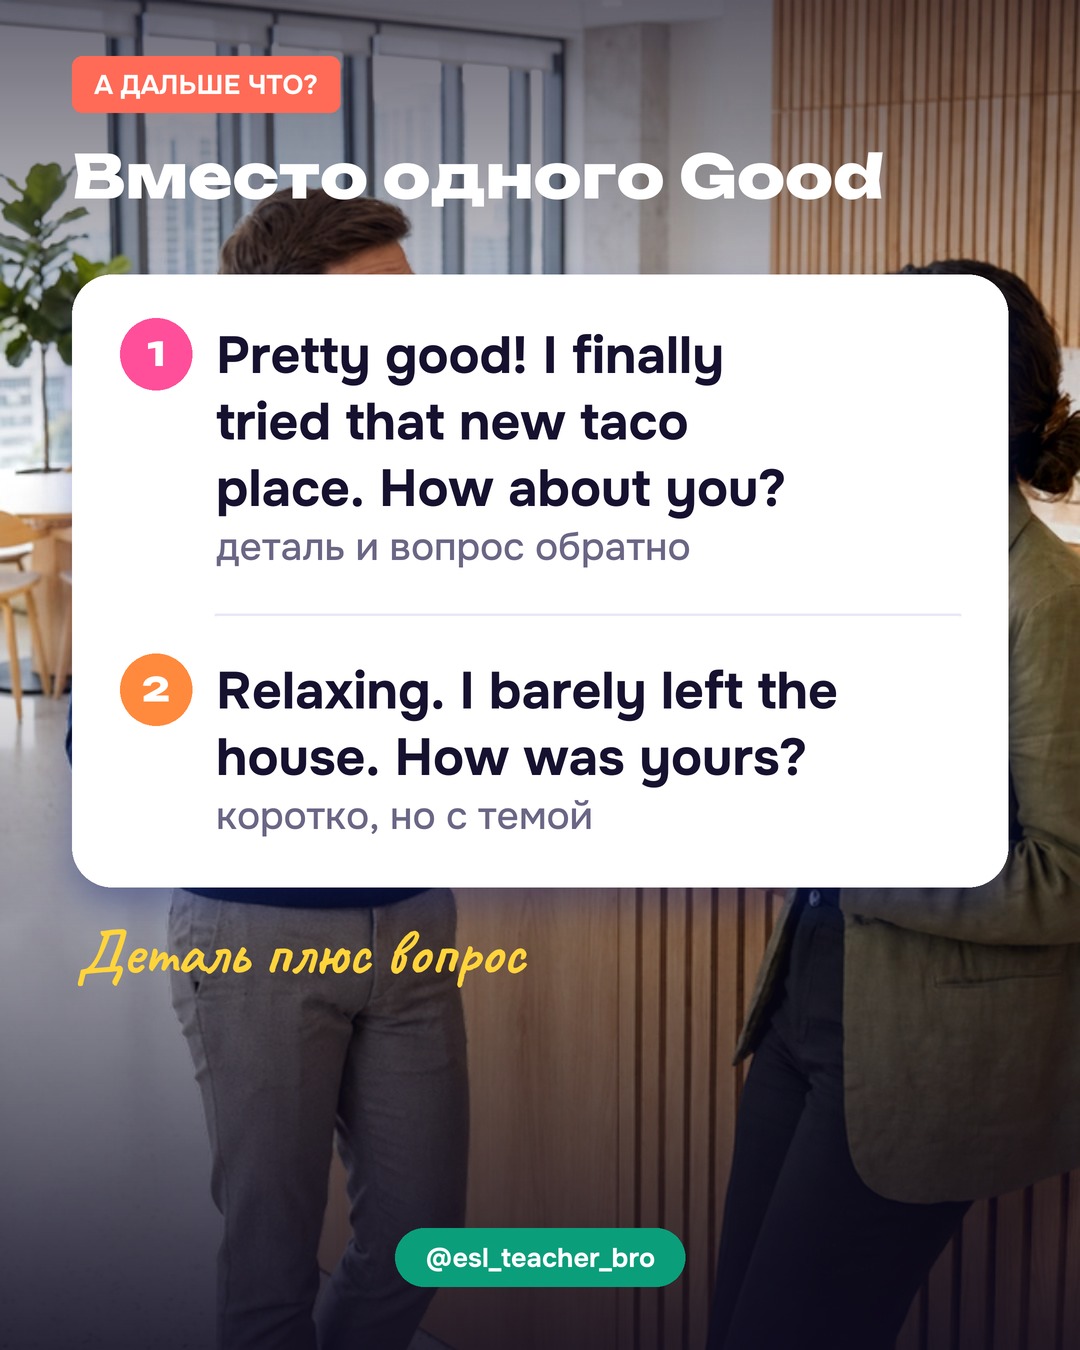 А ДАЛЬШЕ ЧТО?
Вместо одного Good
1
Pretty good! I finally
tried that new taco
place. How about you?
деталь и вопрос обратно
2
Relaxing. I barely left the
house. How was yours?
коротко, но с темой
Деталь плюс вопрос
@esl_teacher_bro